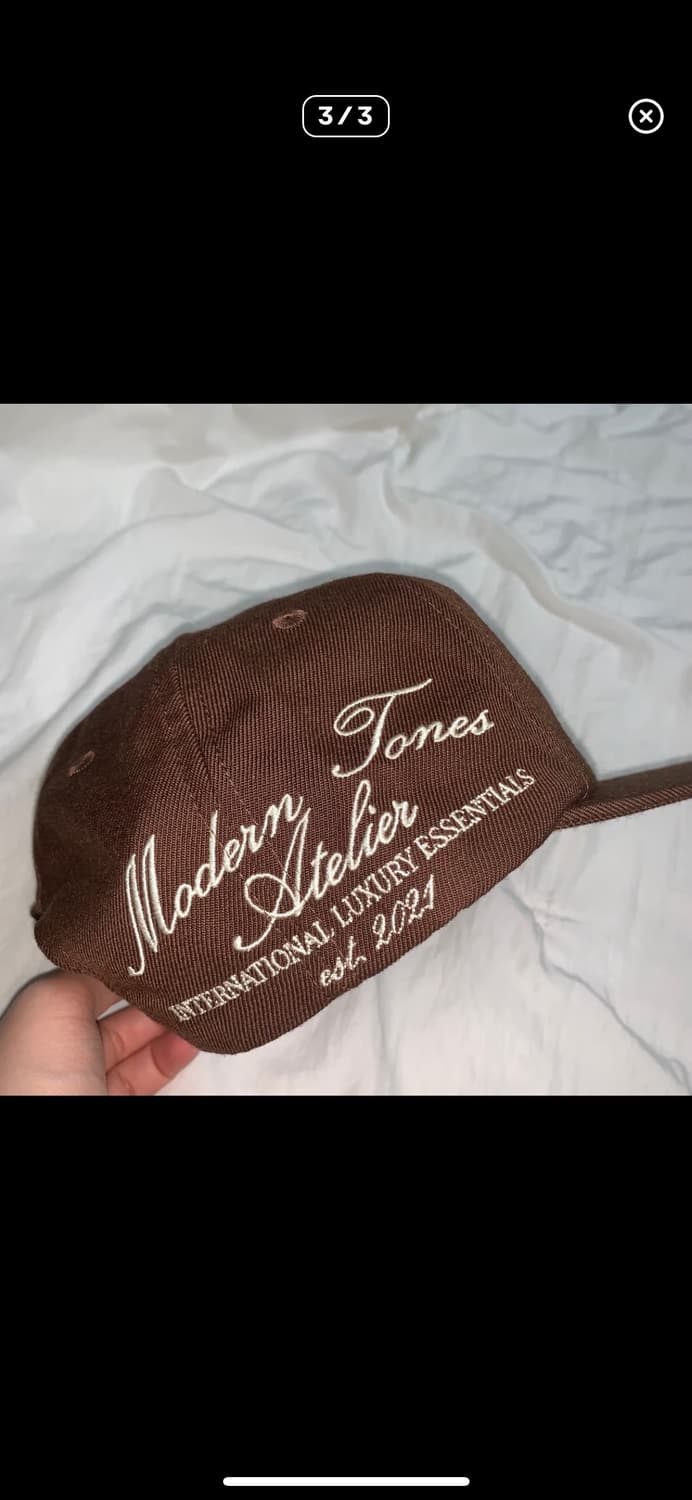 3/3
Modern Tones
Atelier
INTERNATIONAL LUXURY ESSENTIALS
est. 2021